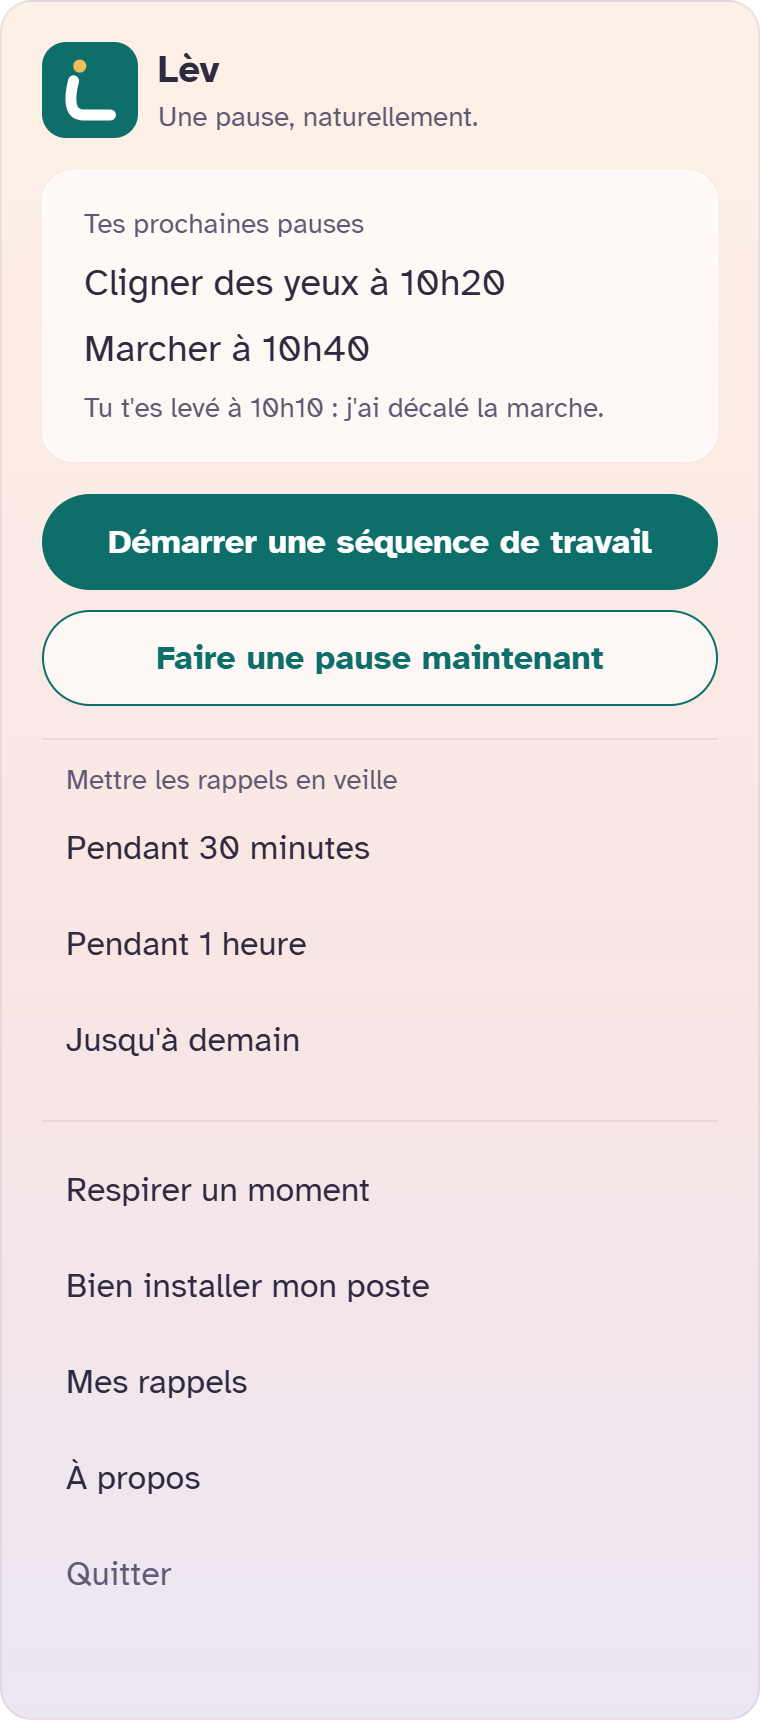 Lèv
Une pause, naturellement.
Tes prochaines pauses
Cligner des yeux à 10h20
Marcher à 10h40
Tu t'es levé à 10h10 : j'ai décalé la marche.
Démarrer une séquence de travail
Faire une pause maintenant
Mettre les rappels en veille
Pendant 30 minutes
Pendant 1 heure
Jusqu'à demain
Respirer un moment
Bien installer mon poste
Mes rappels
À propos
Quitter